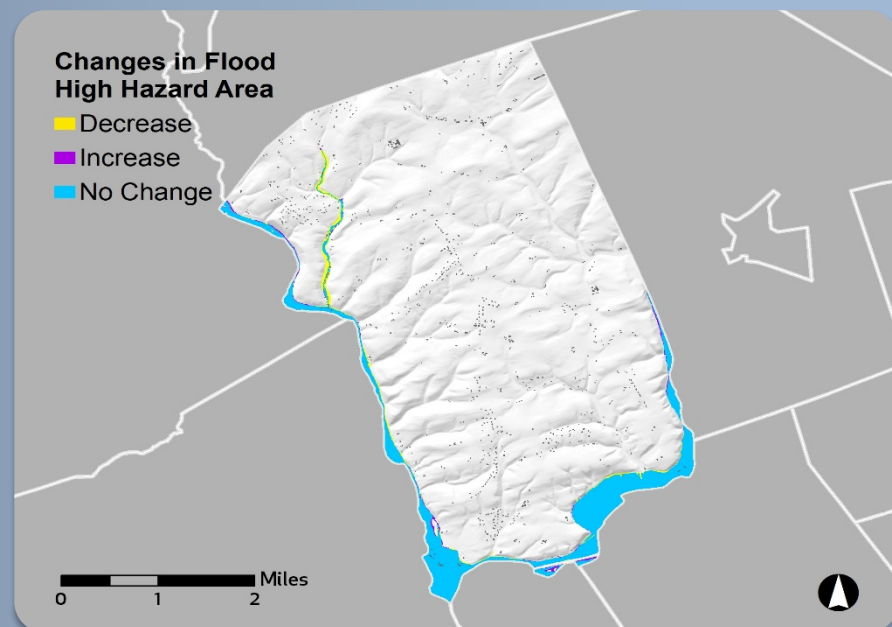 Changes in Flood
High Hazard Area
Decrease
Increase
No Change
Miles
0 1 2